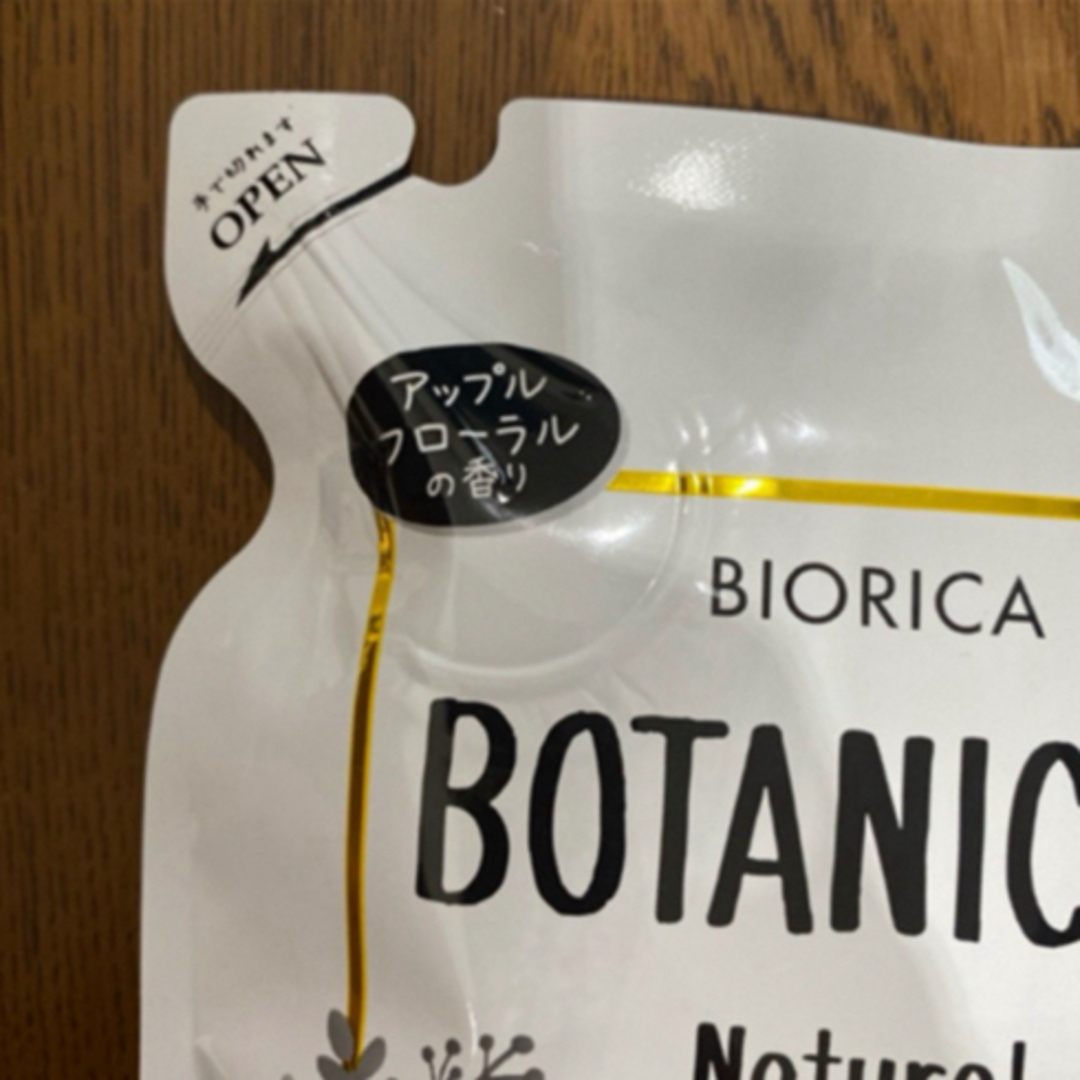 手で切れます
OPEN
アップル
フローラル
の香り
BIORICA
BOTANIC
Natural